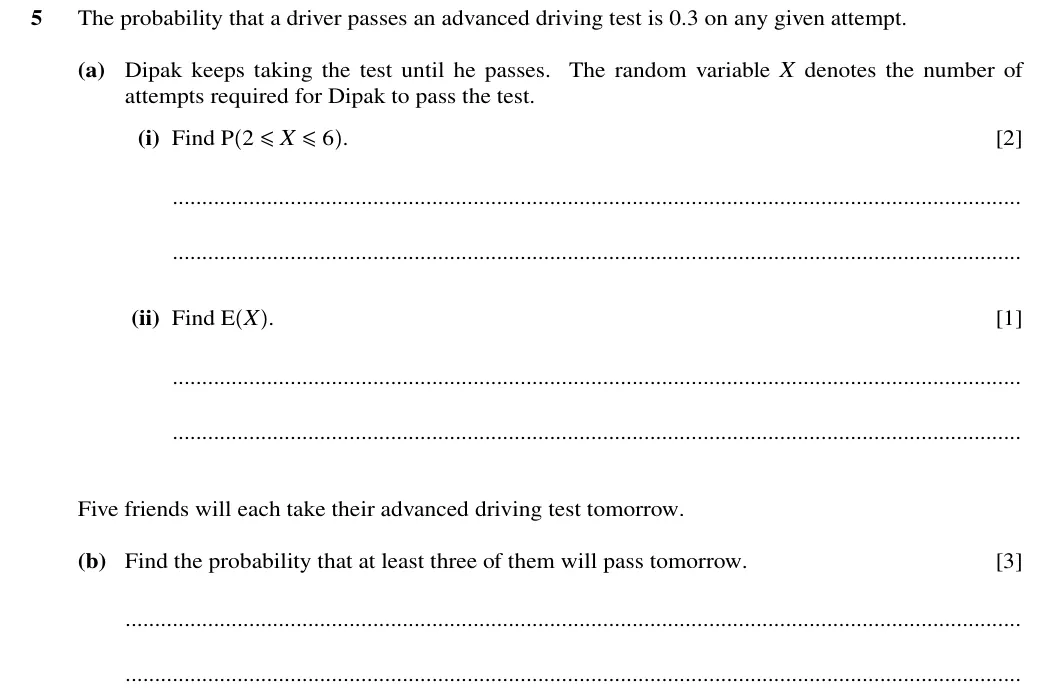 5 The probability that a driver passes an advanced driving test is 0.3 on any given attempt.
(a) Dipak keeps taking the test until he passes. The random variable X denotes the number of
attempts required for Dipak to pass the test.
(i) Find P(2 ⩽ X ⩽ 6). [2]
(ii) Find E(X). [1]
Five friends will each take their advanced driving test tomorrow.
(b) Find the probability that at least three of them will pass tomorrow. [3]